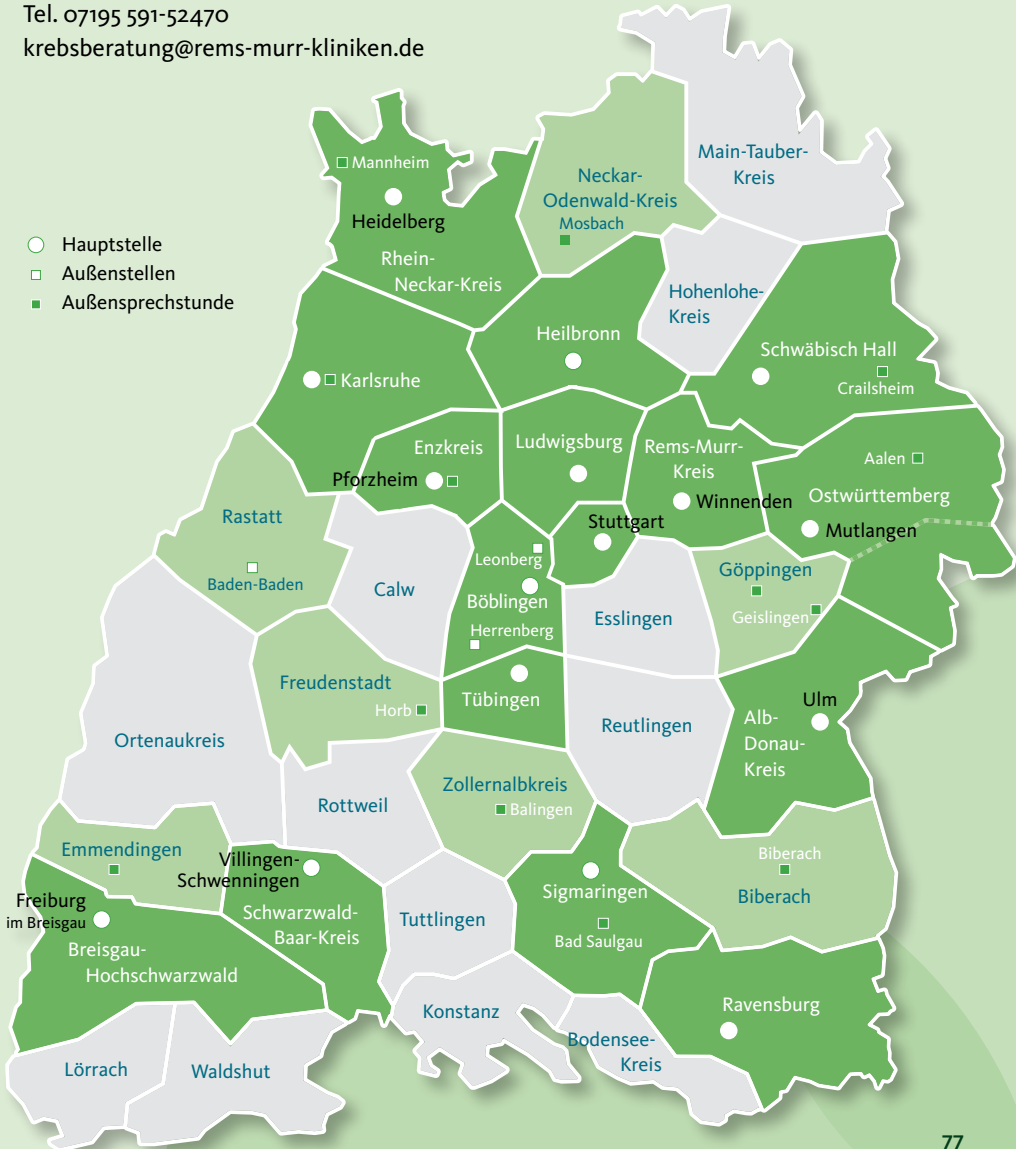 Tel. 07195 591-52470
krebsberatung@rems-murr-kliniken.de
Main-Tauber-
Kreis
Mannheim
Neckar-
Odenwald-Kreis
Mosbach
Heidelberg
Rhein-
Neckar-Kreis
Hauptstelle
Außenstellen
Außensprechstunde
Hohenlohe-
Kreis
Heilbronn
Schwäbisch Hall
Crailsheim
Karlsruhe
Enzkreis
Pforzheim
Ludwigsburg
Rems-Murr-
Kreis
Winnenden
Aalen
Ostwürttemberg
Mutlangen
Rastatt
Baden-Baden
Stuttgart
Calw
Leonberg
Böblingen
Herrenberg
Esslingen
Göppingen
Geislingen
Freudenstadt
Horb
Tübingen
Reutlingen
Ulm
Alb-
Donau-
Kreis
Ortenaukreis
Rottweil
Zollernalbkreis
Balingen
Emmendingen
Villingen-
Schwenningen
Biberach
Biberach
Freiburg
im Breisgau
Schwarzwald-
Baar-Kreis
Tuttlingen
Sigmaringen
Bad Saulgau
Breisgau-
Hochschwarzwald
Konstanz
Ravensburg
Bodensee-
Kreis
Lörrach
Waldshut
77